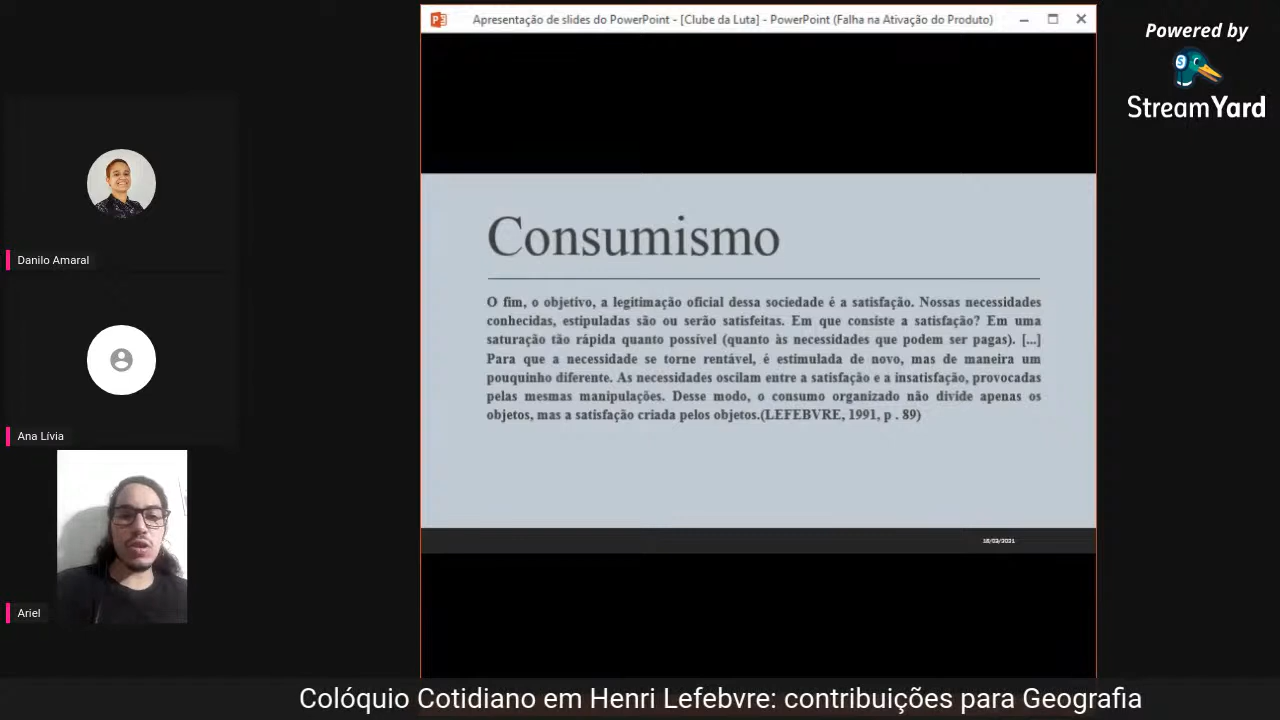 Apresentação de slides do PowerPoint - [Clube da Luta] - PowerPoint (Falha na Ativação do Produto)
Powered by
StreamYard
Danilo Amaral
Ana Lívia
Ariel
Consumismo
O fim, o objetivo, a legitimação oficial dessa sociedade é a satisfação. Nossas necessidades
conhecidas, estipuladas são ou serão satisfeitas. Em que consiste a satisfação? Em uma
saturação tão rápida quanto possível (quanto às necessidades que podem ser pagas). [...]
Para que a necessidade se torne rentável, é estimulada de novo, mas de maneira um
pouquinho diferente. As necessidades oscilam entre a satisfação e a insatisfação, provocadas
pelas mesmas manipulações. Desse modo, o consumo organizado não divide apenas os
objetos, mas a satisfação criada pelos objetos.(LEFEBVRE, 1991, p . 89)
18/03/2021
Colóquio Cotidiano em Henri Lefebvre: contribuições para Geografia